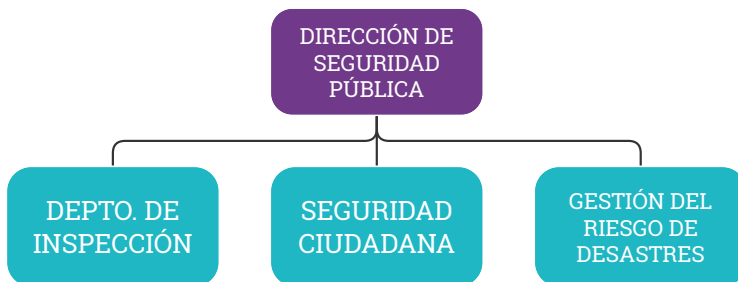 DIRECCIÓN DE
SEGURIDAD
PÚBLICA
DEPTO. DE
INSPECCIÓN
SEGURIDAD
CIUDADANA
GESTIÓN DEL
RIESGO DE
DESASTRES